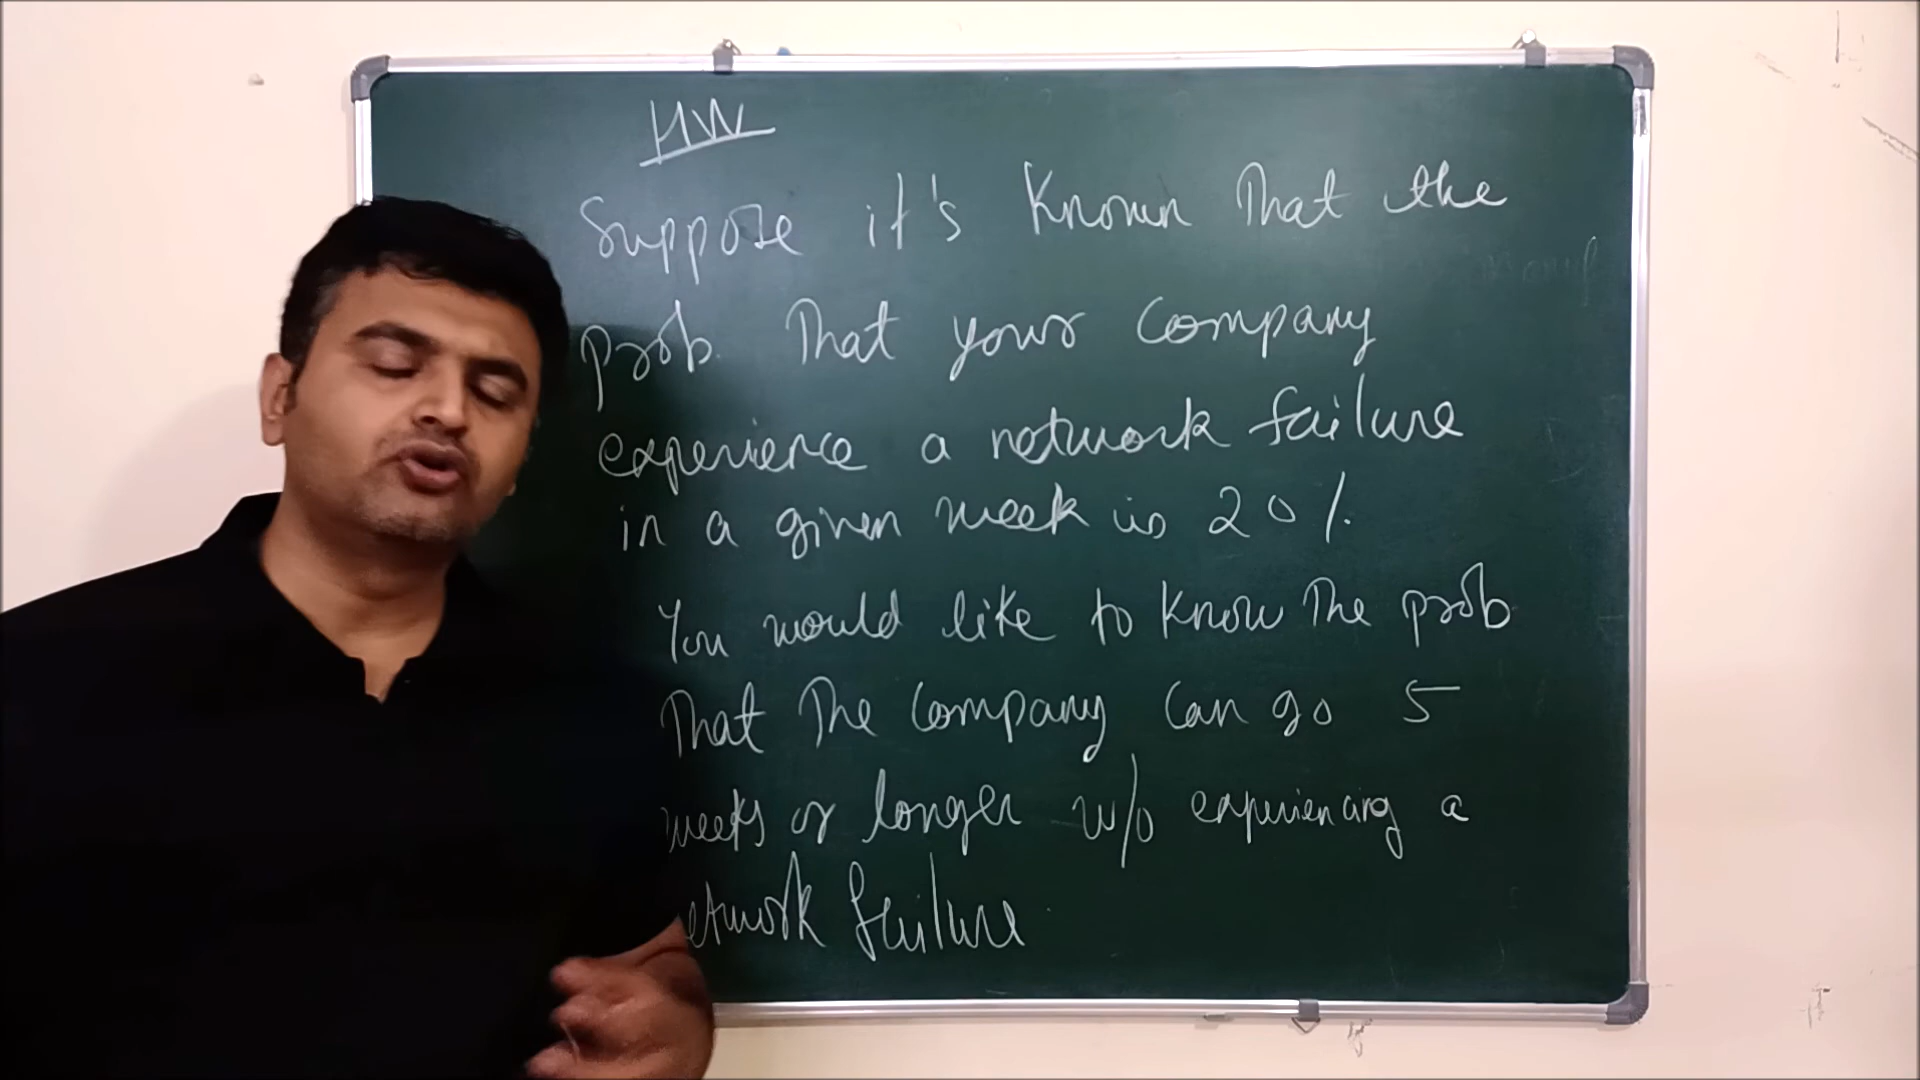 HW
Suppose it's known that the
prob. that your company
experience a network failure
in a given week is 20%.
You would like to know the prob
that the company can go 5
weeks or longer w/o experiencing a
network failure.